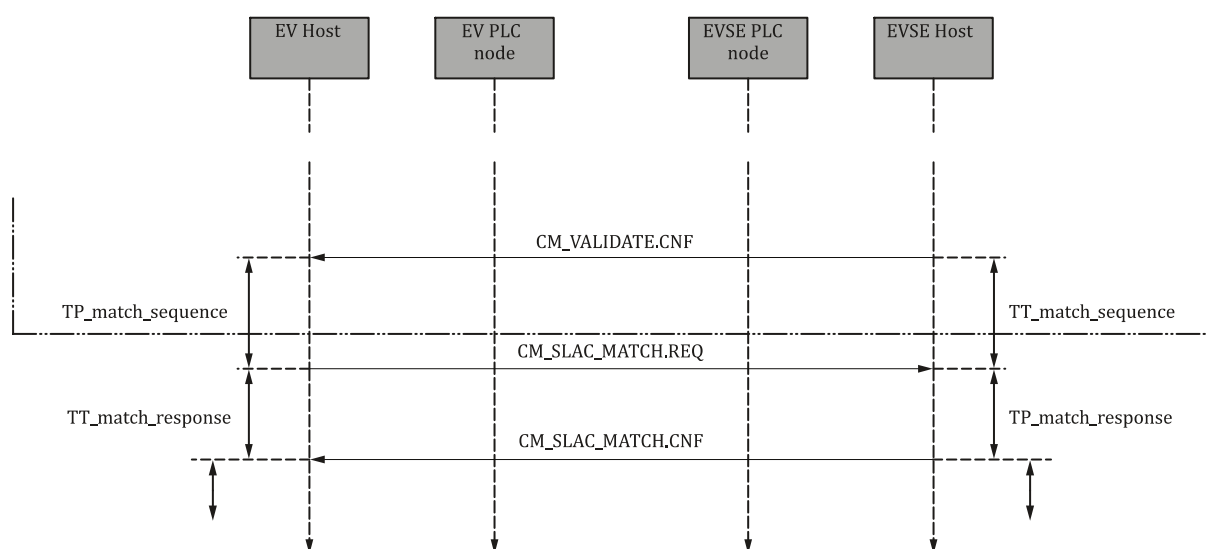 EV Host
EV PLC
node
EVSE PLC
node
EVSE Host
CM_VALIDATE.CNF
TP_match_sequence
TT_match_sequence
CM_SLAC_MATCH.REQ
TT_match_response
TP_match_response
CM_SLAC_MATCH.CNF